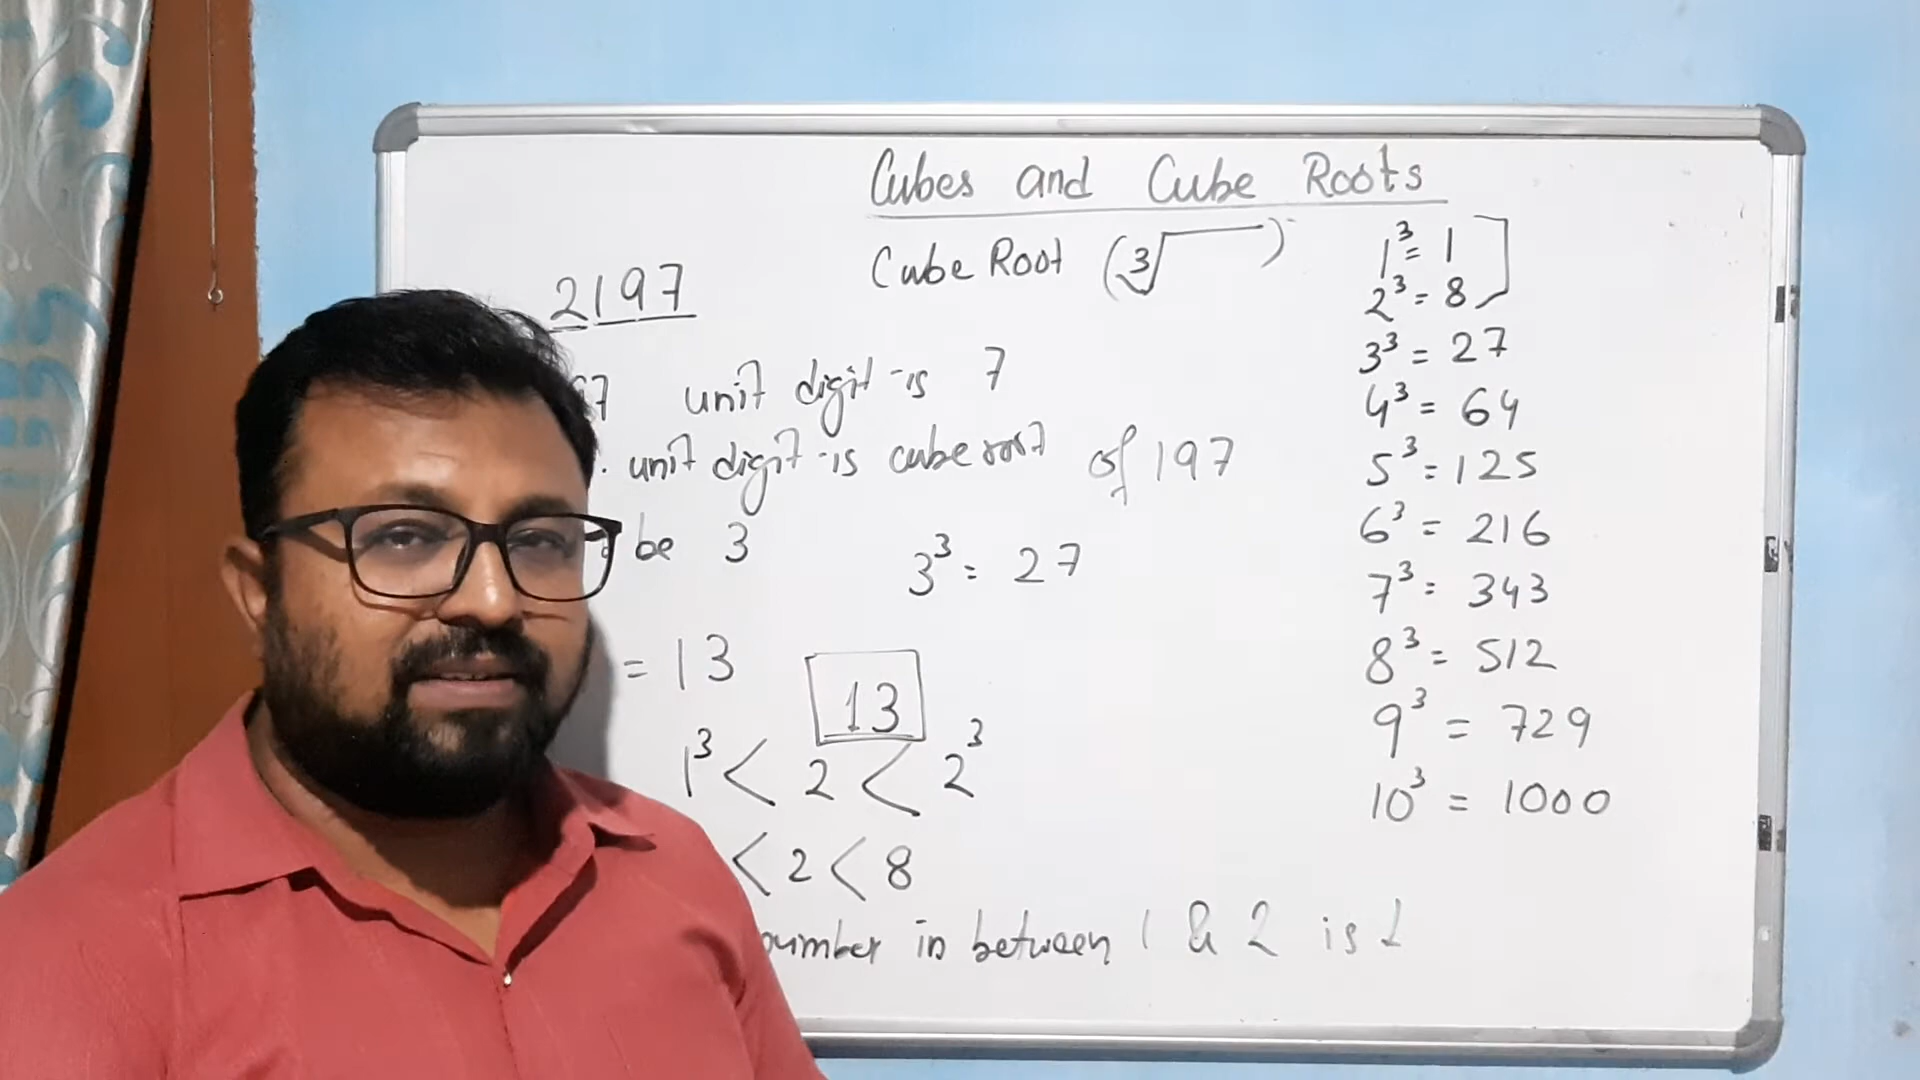 Cubes and Cube Roots
Cube Root (∛ )
2197
97 unit digit is 7
unit digit is cube root of 197
be 3 3³ = 27
= 13
13
1³ < 2 < 2³
< 2 < 8
number in between 1 & 2 is 1
1³ = 1
2³ = 8
3³ = 27
4³ = 64
5³ = 125
6³ = 216
7³ = 343
8³ = 512
9³ = 729
10³ = 1000